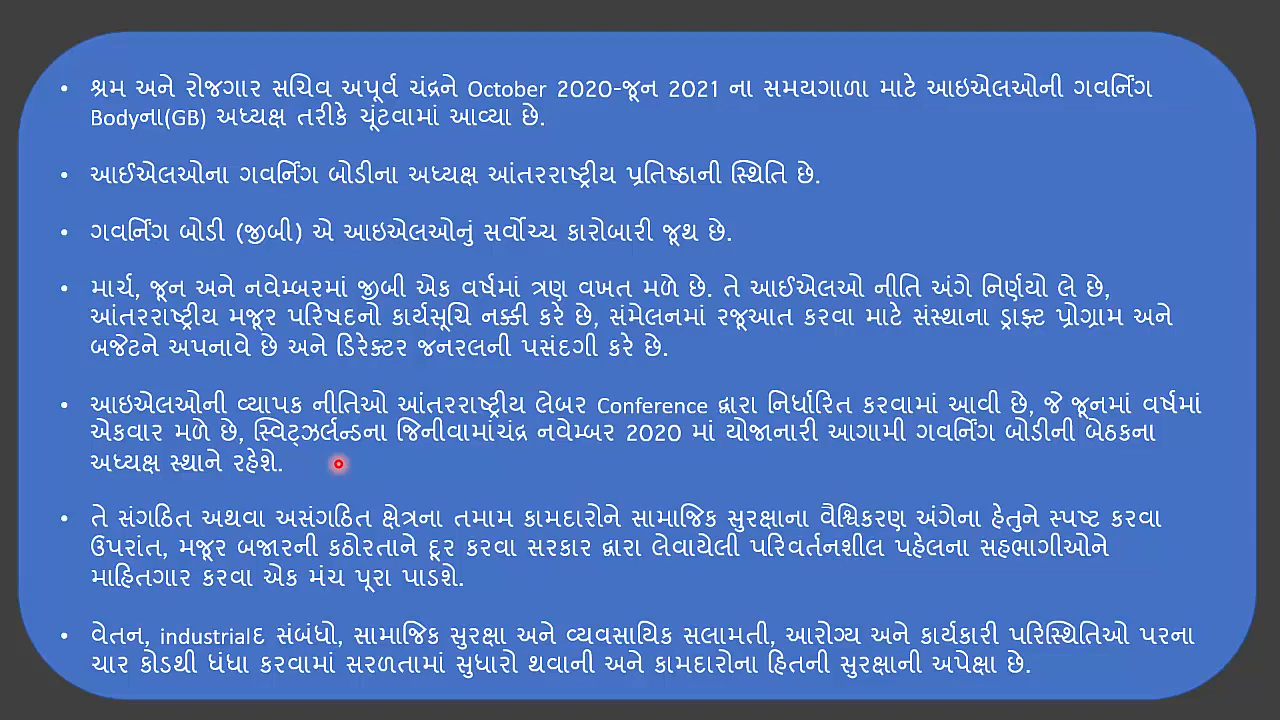 • શ્રમ અને રોજગાર સચિવ અપૂર્વ ચંદ્રને October 2020-જૂન 2021 ના સમયગાળા માટે આઇએલઓની ગવર્નિંગ
Bodyના(GB) અધ્યક્ષ તરીકે ચૂંટવામાં આવ્યા છે.
• આઈએલઓના ગવર્નિંગ બોડીના અધ્યક્ષ આંતરરાષ્ટ્રીય પ્રતિષ્ઠાની સ્થિતિ છે.
• ગવર્નિંગ બોડી (જીબી) એ આઇએલઓનું સર્વોચ્ચ કારોબારી જૂથ છે.
• માર્ચ, જૂન અને નવેમ્બરમાં જીબી એક વર્ષમાં ત્રણ વખત મળે છે. તે આઈએલઓ નીતિ અંગે નિર્ણયો લે છે,
આંતરરાષ્ટ્રીય મજૂર પરિષદનો કાર્યસૂચિ નક્કી કરે છે, સંમેલનમાં રજૂઆત કરવા માટે સંસ્થાના ડ્રાફ્ટ પ્રોગ્રામ અને
બજેટને અપનાવે છે અને ડિરેક્ટર જનરલની પસંદગી કરે છે.
• આઇએલઓની વ્યાપક નીતિઓ આંતરરાષ્ટ્રીય લેબર Conference દ્વારા નિર્ધારિત કરવામાં આવી છે, જે જૂનમાં વર્ષમાં
એકવાર મળે છે, સ્વિટ્ઝર્લન્ડના જિનીવામાંચંદ્ર નવેમ્બર 2020 માં યોજાનારી આગામી ગવર્નિંગ બોડીની બેઠકના
અધ્યક્ષ સ્થાને રહેશે.
• તે સંગઠિત અથવા અસંગઠિત ક્ષેત્રના તમામ કામદારોને સામાજિક સુરક્ષાના વૈશ્વિકરણ અંગેના હેતુને સ્પષ્ટ કરવા
ઉપરાંત, મજૂર બજારની કઠોરતાને દૂર કરવા સરકાર દ્વારા લેવાયેલી પરિવર્તનશીલ પહેલના સહભાગીઓને
માહિતગાર કરવા એક મંચ પૂરા પાડશે.
• વેતન, industrialદ સંબંધો, સામાજિક સુરક્ષા અને વ્યવસાયિક સલામતી, આરોગ્ય અને કાર્યકારી પરિસ્થિતિઓ પરના
ચાર કોડથી ધંધા કરવામાં સરળતામાં સુધારો થવાની અને કામદારોના હિતની સુરક્ષાની અપેક્ષા છે.